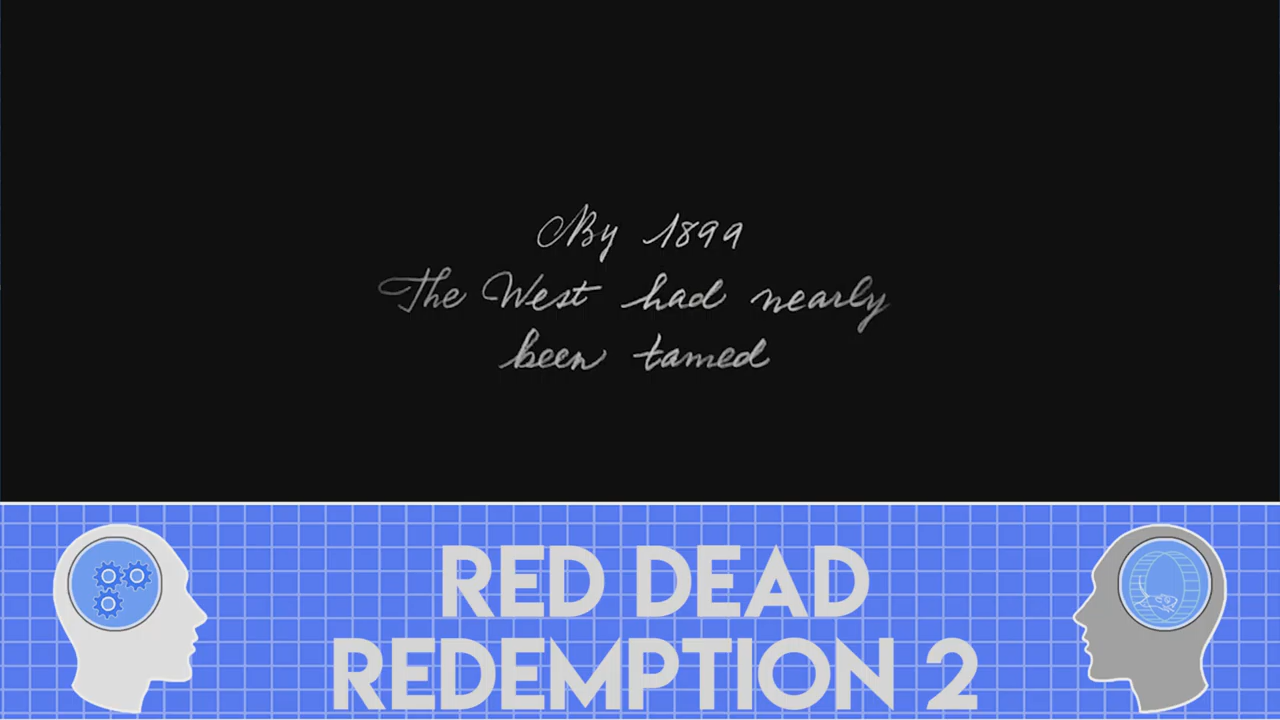 By 1899
The West had nearly
been tamed
RED DEAD
REDEMPTION 2